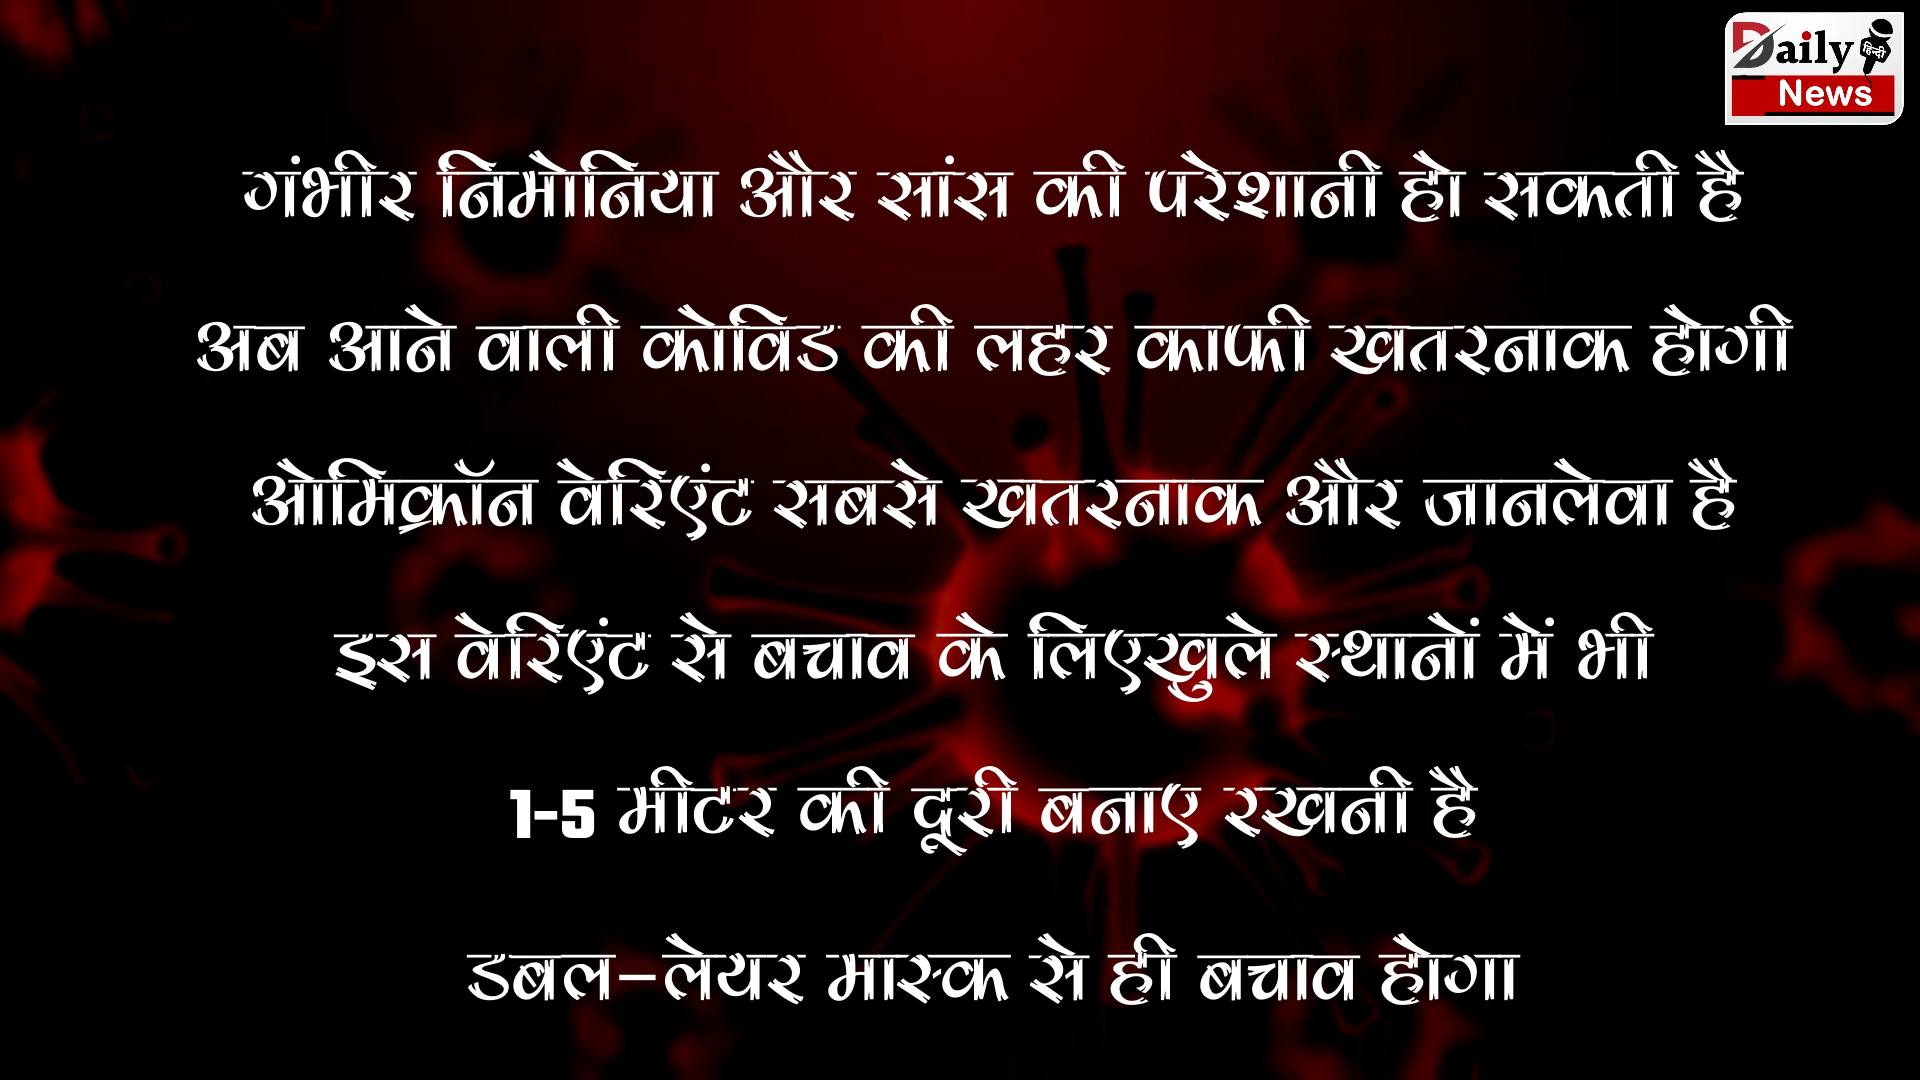 Daily
हिन्दी
News
गंभीर निमोनिया और सांस की परेशानी हो सकती है
अब आने वाली कोविड की लहर काफी खतरनाक होगी
ओमिक्रॉन वेरिएंट सबसे खतरनाक और जानलेवा है
इस वेरिएंट से बचाव के लिएखुले स्थानों में भी
1-5 मीटर की दूरी बनाए रखनी है
डबल-लेयर मास्क से ही बचाव होगा